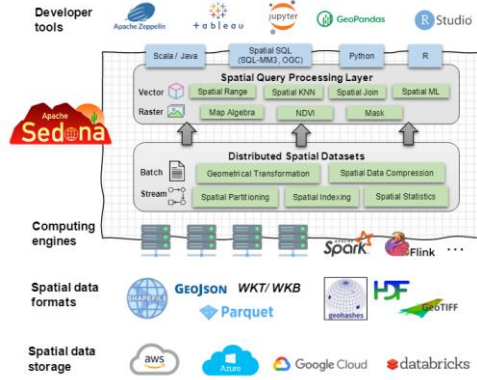 Developer tools
Apache Zeppelin
+ a b l e a u
jupyter
GeoPandas
R Studio
Scala / Java
Spatial SQL
(SQL-MM3, OGC)
Python
R
Spatial Query Processing Layer
Vector
Spatial Range
Spatial KNN
Spatial Join
Spatial ML
Raster
Map Algebra
NDVI
Mask
Apache
Sedona
Distributed Spatial Datasets
Batch
Geometrical Transformation
Spatial Data Compression
Stream
Spatial Partitioning
Spatial Indexing
Spatial Statistics
Computing engines
APACHE
Spark
Flink
...
Spatial data formats
SHAPEFILE
GEOJSON
WKT/ WKB
Parquet
geohashes
HDF
GeoTIFF
Spatial data storage
aws
Azure
Google Cloud
databricks